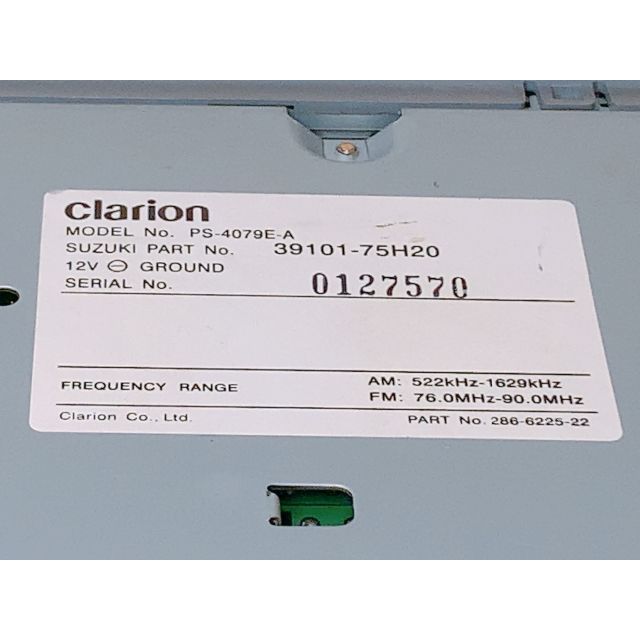 clarion
MODEL No. PS-4079E-A
SUZUKI PART No. 39101-75H20
12V ⊖ GROUND
SERIAL No. 0127570
FREQUENCY RANGE AM: 522kHz-1629kHz
FM: 76.0MHz-90.0MHz
Clarion Co., Ltd. PART No. 286-6225-22